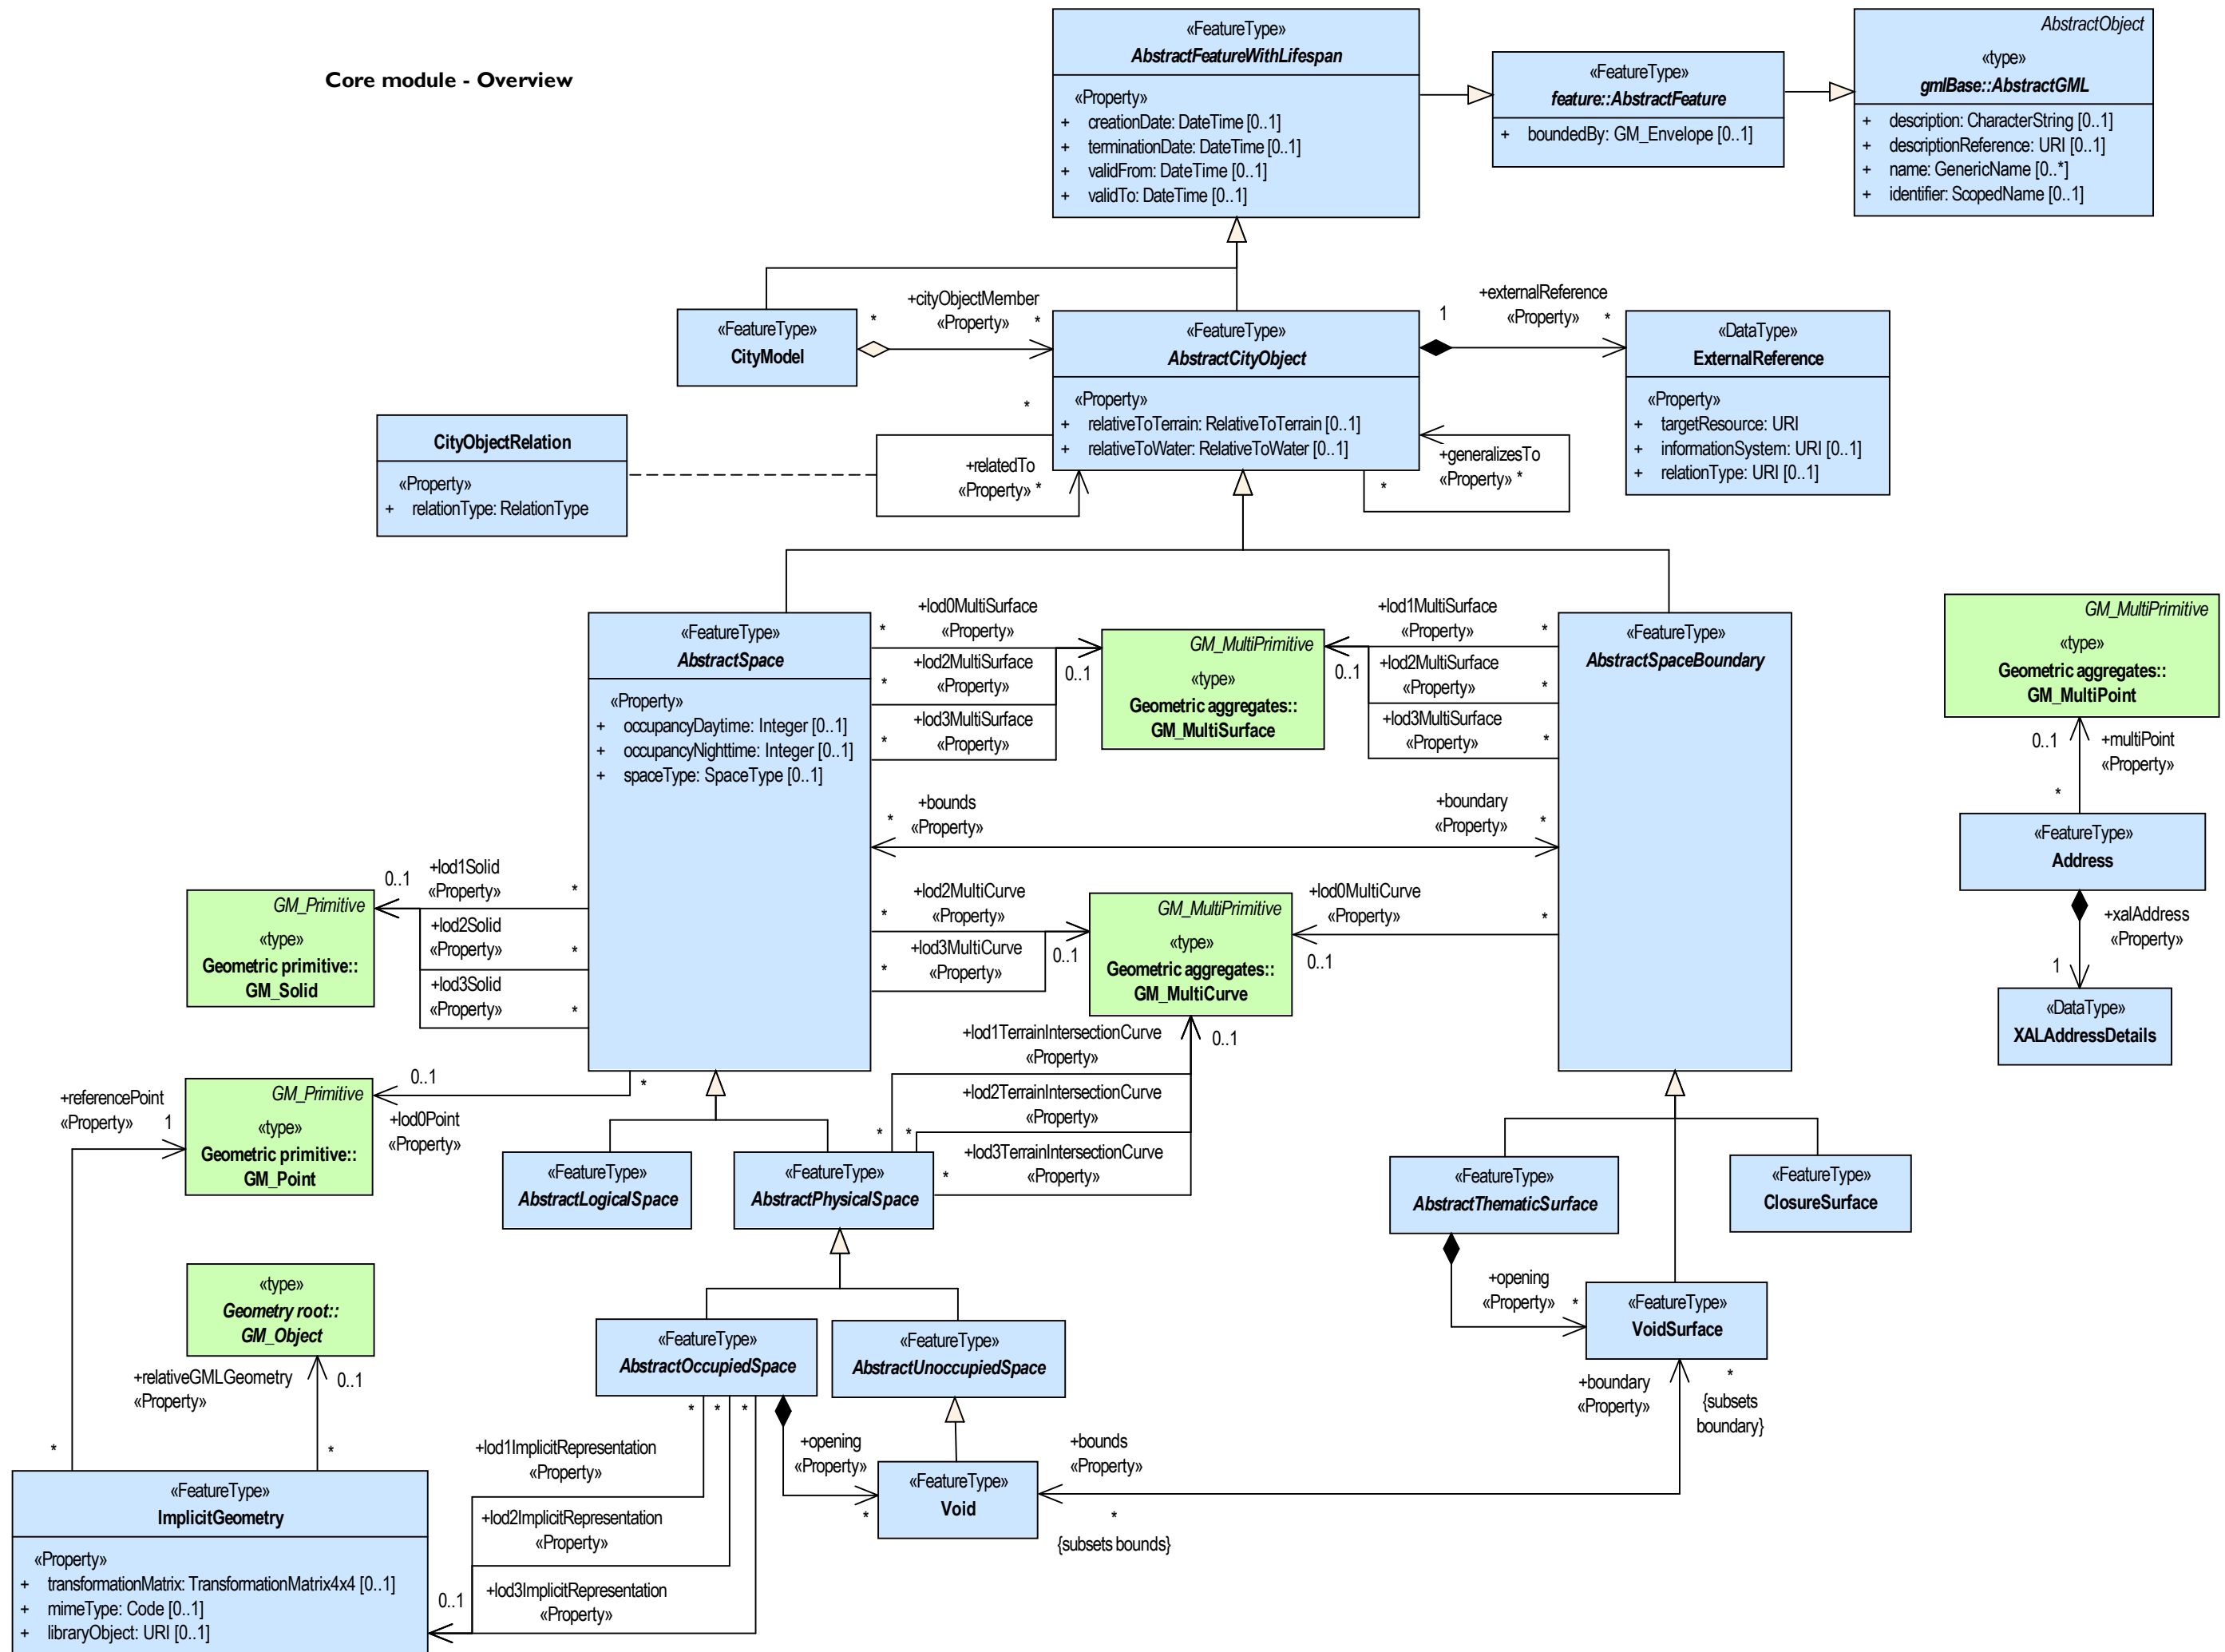 Core module - Overview
«FeatureType»
AbstractFeatureWithLifespan
«Property»
+ creationDate: DateTime [0..1]
+ terminationDate: DateTime [0..1]
+ validFrom: DateTime [0..1]
+ validTo: DateTime [0..1]
«FeatureType»
feature::AbstractFeature
+ boundedBy: GM_Envelope [0..1]
AbstractObject
«type»
gmlBase::AbstractGML
+ description: CharacterString [0..1]
+ descriptionReference: URI [0..1]
+ name: GenericName [0..*]
+ identifier: ScopedName [0..1]
«FeatureType»
CityModel
+cityObjectMember
* «Property» *
«FeatureType»
AbstractCityObject
«Property»
+ relativeToTerrain: RelativeToTerrain [0..1]
+ relativeToWater: RelativeToWater [0..1]
+externalReference
1 «Property» *
«DataType»
ExternalReference
«Property»
+ targetResource: URI
+ informationSystem: URI [0..1]
+ relationType: URI [0..1]
CityObjectRelation
«Property»
+ relationType: RelationType
*
+relatedTo
«Property» *
+generalizesTo
«Property» *
*
«FeatureType»
AbstractSpace
«Property»
+ occupancyDaytime: Integer [0..1]
+ occupancyNighttime: Integer [0..1]
+ spaceType: SpaceType [0..1]
+lod0MultiSurface
* «Property»
+lod2MultiSurface
* «Property»
+lod3MultiSurface
* «Property»
0..1
GM_MultiPrimitive
«type»
Geometric aggregates::
GM_MultiSurface
+lod1MultiSurface
«Property» *
0..1
+lod2MultiSurface
«Property» *
+lod3MultiSurface
«Property» *
«FeatureType»
AbstractSpaceBoundary
GM_MultiPrimitive
«type»
Geometric aggregates::
GM_MultiPoint
0..1 +multiPoint
«Property»
*
«FeatureType»
Address
+xalAddress
«Property»
1
«DataType»
XALAddressDetails
+bounds
* «Property»
+boundary
«Property» *
+lod1Solid
0..1 «Property» *
+lod2Solid
«Property» *
+lod3Solid
«Property» *
GM_Primitive
«type»
Geometric primitive::
GM_Solid
+lod2MultiCurve
* «Property»
+lod3MultiCurve
* «Property»
0..1
GM_MultiPrimitive
«type»
Geometric aggregates::
GM_MultiCurve
+lod0MultiCurve
«Property» *
0..1
+lod1TerrainIntersectionCurve
«Property»
0..1
+lod2TerrainIntersectionCurve
«Property»
* *
+lod3TerrainIntersectionCurve
* «Property»
+referencePoint
«Property» 1
GM_Primitive
«type»
Geometric primitive::
GM_Point
0..1 *
+lod0Point
«Property»
«FeatureType»
AbstractLogicalSpace
«FeatureType»
AbstractPhysicalSpace
«FeatureType»
AbstractThematicSurface
«FeatureType»
ClosureSurface
«type»
Geometry root::
GM_Object
+relativeGMLGeometry
«Property»
0..1
* *
«FeatureType»
AbstractOccupiedSpace
«FeatureType»
AbstractUnoccupiedSpace
+opening
«Property» *
«FeatureType»
VoidSurface
+boundary
«Property»
*
{subsets
boundary}
* * *
+lod1ImplicitRepresentation
«Property»
+lod2ImplicitRepresentation
«Property»
+lod3ImplicitRepresentation
«Property»
0..1
+opening
«Property»
*
«FeatureType»
Void
+bounds
«Property»
*
{subsets bounds}
«FeatureType»
ImplicitGeometry
«Property»
+ transformationMatrix: TransformationMatrix4x4 [0..1]
+ mimeType: Code [0..1]
+ libraryObject: URI [0..1]